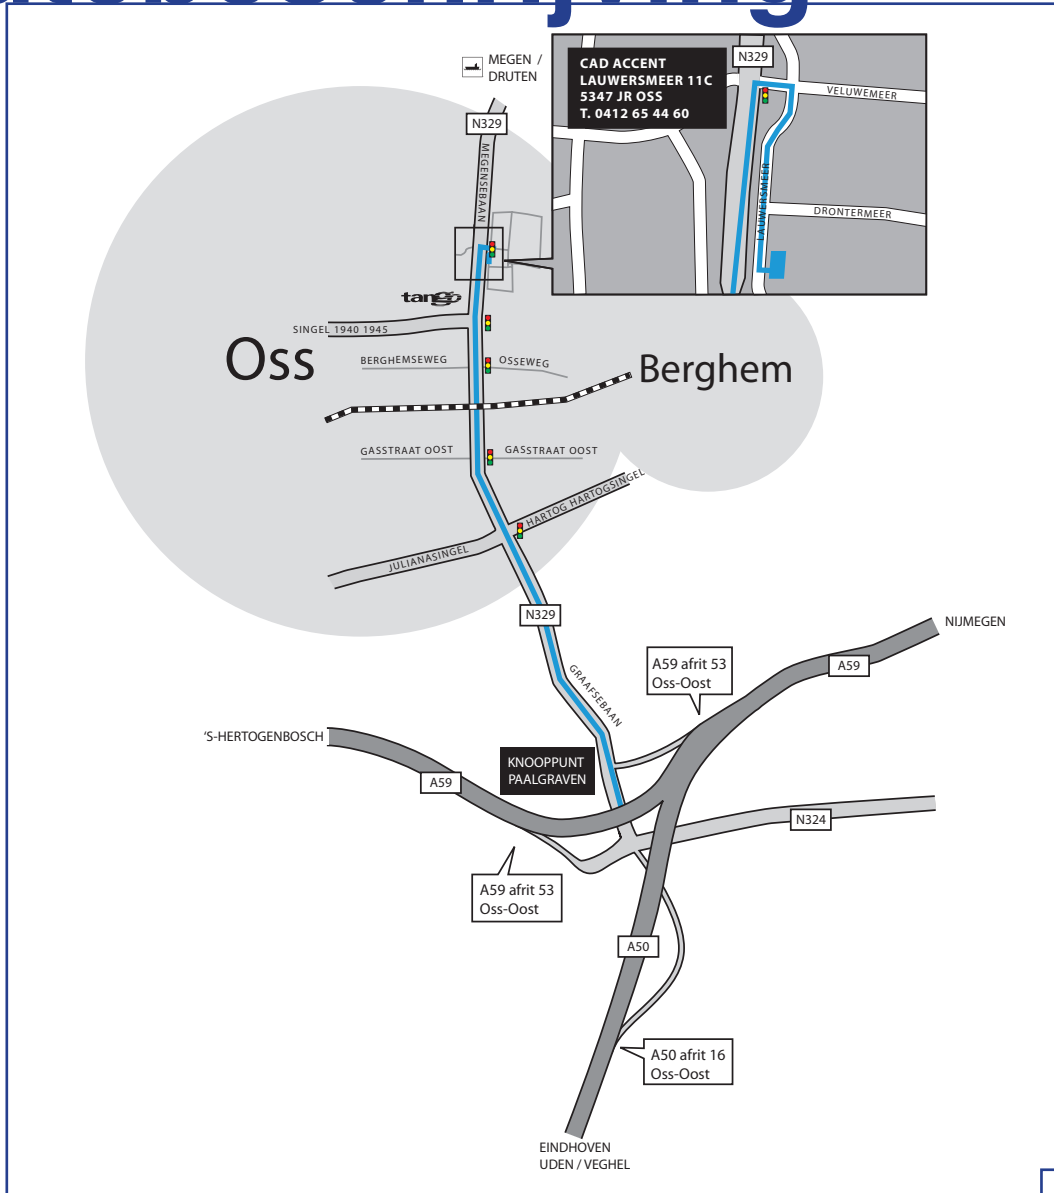 MEGEN /
DRUTEN
N329
MEGENSEBAAN
CAD ACCENT
LAUWERSMEER 11C
5347 JR OSS
T. 0412 65 44 60
N329
VELUWEMEER
LAUWERSMEER
DRONTERMEER
tango
SINGEL 1940 1945
Oss
BERGHEMSEWEG
OSSEWEG
Berghem
GASSTRAAT OOST
GASSTRAAT OOST
HARTOG HARTOGSINGEL
JULIANASINGEL
N329
GRAAFSEBAAN
NIJMEGEN
A59
A59 afrit 53
Oss-Oost
'S-HERTOGENBOSCH
A59
KNOOPPUNT
PAALGRAVEN
N324
A59 afrit 53
Oss-Oost
A50
A50 afrit 16
Oss-Oost
EINDHOVEN
UDEN / VEGHEL